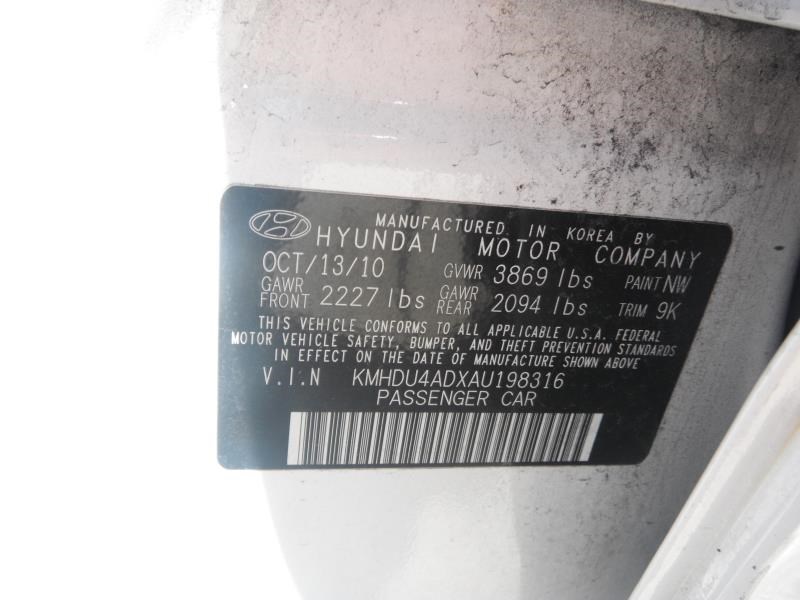 MANUFACTURED IN KOREA BY
HYUNDAI MOTOR COMPANY
OCT/13/10 GVWR 3869 lbs PAINT NW
GAWR FRONT 2227 lbs GAWR REAR 2094 lbs TRIM 9K
THIS VEHICLE CONFORMS TO ALL APPLICABLE U.S.A. FEDERAL
MOTOR VEHICLE SAFETY, BUMPER, AND THEFT PREVENTION STANDARDS
IN EFFECT ON THE DATE OF MANUFACTURE SHOWN ABOVE
V.I.N KMHDU4ADXAU198316
PASSENGER CAR